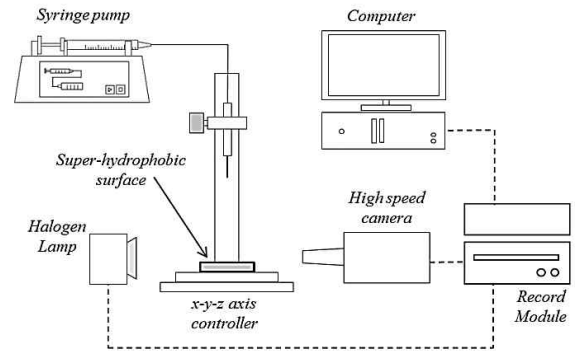 Syringe pump
Computer
Super-hydrophobic
surface
Halogen
Lamp
High speed
camera
x-y-z axis
controller
Record
Module